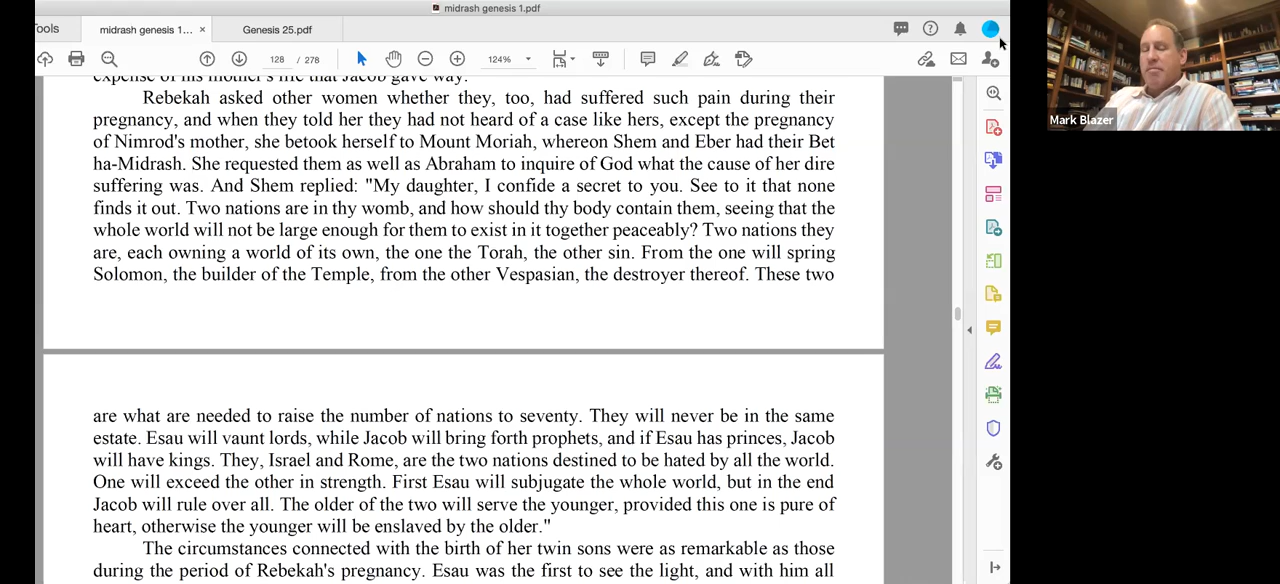 midrash genesis 1.pdf
ools
midrash genesis 1... ×
Genesis 25.pdf
128 / 278
124%
expense of his mother's life that Jacob gave way.
Rebekah asked other women whether they, too, had suffered such pain during their
pregnancy, and when they told her they had not heard of a case like hers, except the pregnancy
of Nimrod's mother, she betook herself to Mount Moriah, whereon Shem and Eber had their Bet
ha-Midrash. She requested them as well as Abraham to inquire of God what the cause of her dire
suffering was. And Shem replied: "My daughter, I confide a secret to you. See to it that none
finds it out. Two nations are in thy womb, and how should thy body contain them, seeing that the
whole world will not be large enough for them to exist in it together peaceably? Two nations they
are, each owning a world of its own, the one the Torah, the other sin. From the one will spring
Solomon, the builder of the Temple, from the other Vespasian, the destroyer thereof. These two
are what are needed to raise the number of nations to seventy. They will never be in the same
estate. Esau will vaunt lords, while Jacob will bring forth prophets, and if Esau has princes, Jacob
will have kings. They, Israel and Rome, are the two nations destined to be hated by all the world.
One will exceed the other in strength. First Esau will subjugate the whole world, but in the end
Jacob will rule over all. The older of the two will serve the younger, provided this one is pure of
heart, otherwise the younger will be enslaved by the older."
The circumstances connected with the birth of her twin sons were as remarkable as those
during the period of Rebekah's pregnancy. Esau was the first to see the light, and with him all
Mark Blazer